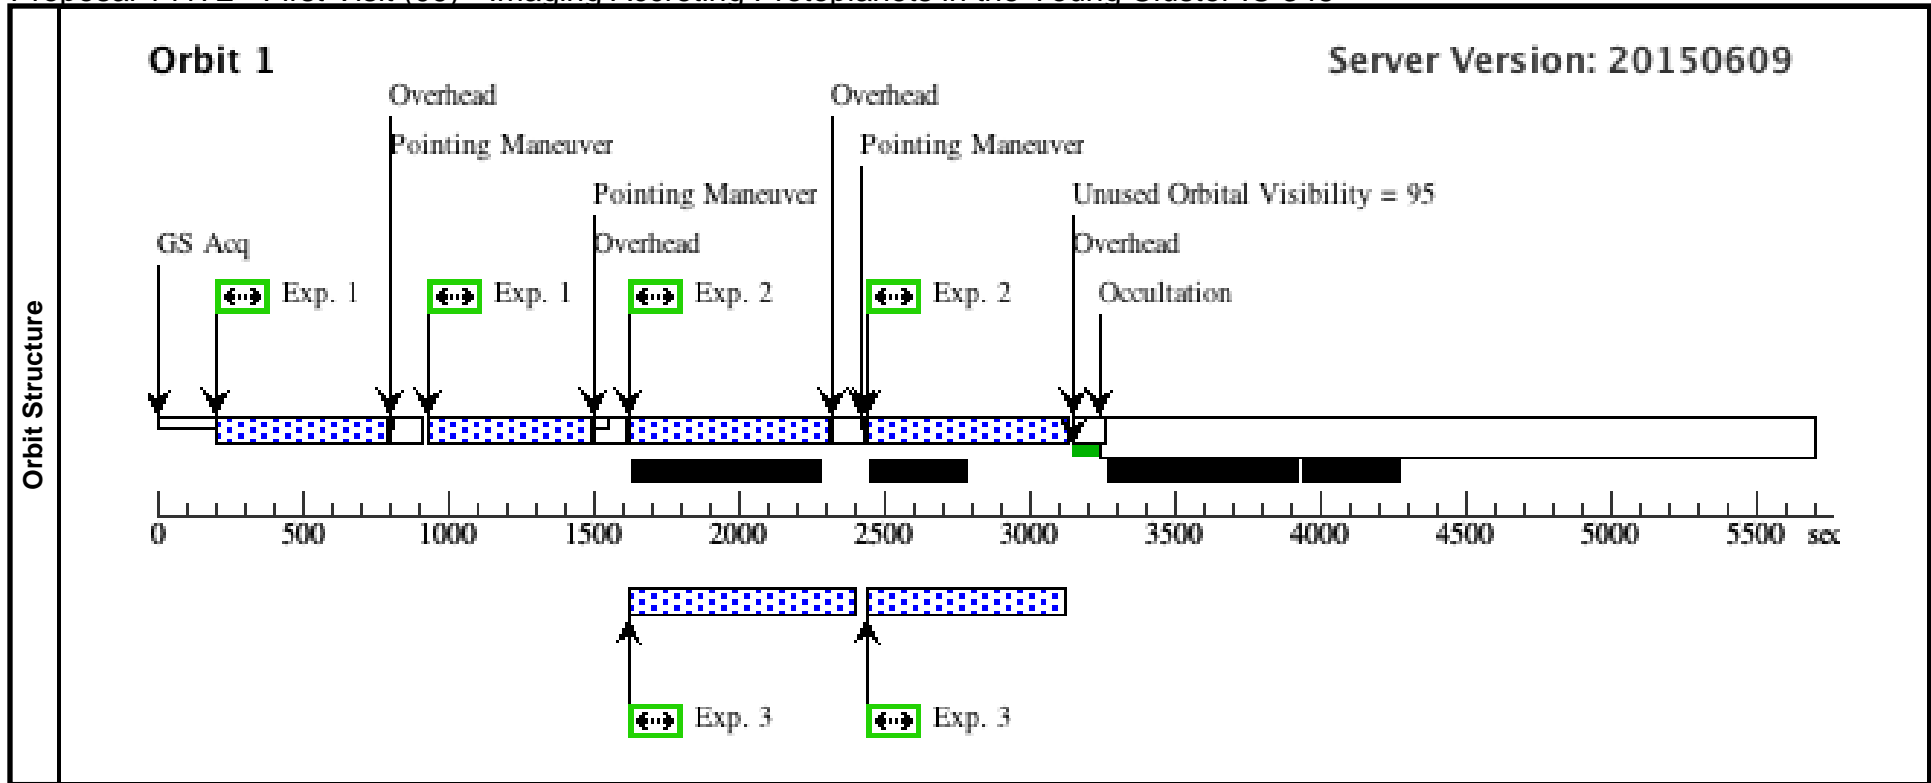 Orbit 1
Server Version: 20150609
Overhead
Overhead
Pointing Maneuver
Pointing Maneuver
Pointing Maneuver
Unused Orbital Visibility = 95
GS Acq
Overhead
Overhead
Exp. 1
Exp. 1
Exp. 2
Exp. 2
Occultation
Orbit Structure
0 500 1000 1500 2000 2500 3000 3500 4000 4500 5000 5500 sec
Exp. 3
Exp. 3